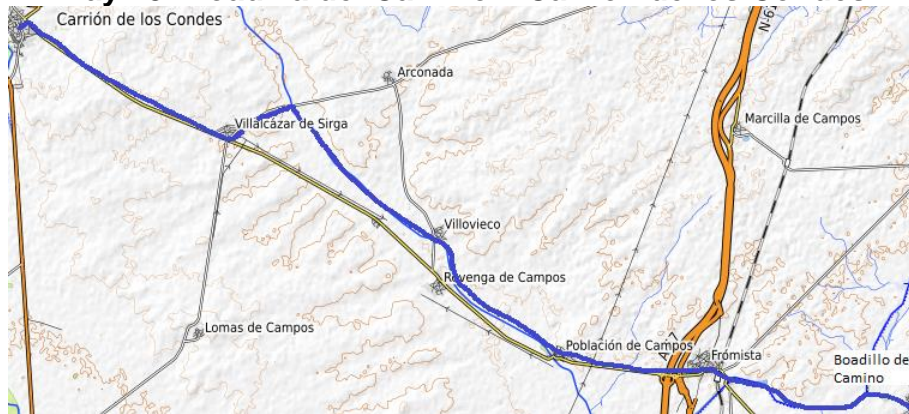 Carrión de los Condes
N-6
Arconada
Marcilla de Campos
Villalcázar de Sirga
Villovieco
Revenga de Campos
Lomas de Campos
Población de Campos
Frómista
Boadillo de
Camino